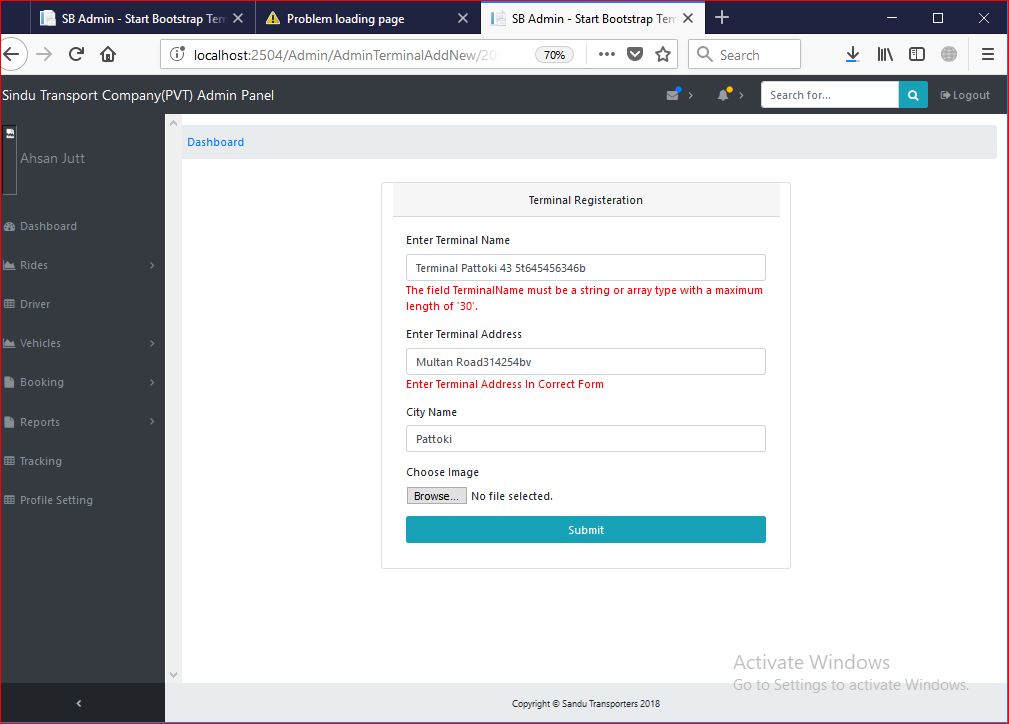 SB Admin - Start Bootstrap Tem
Problem loading page
SB Admin - Start Bootstrap Tem
localhost:2504/Admin/AdminTerminalAddNew/20
70%
Search
Sindu Transport Company(PVT) Admin Panel
Search for...
Logout
Ahsan Jutt
Dashboard
Rides
Driver
Vehicles
Booking
Reports
Tracking
Profile Setting
Dashboard
Terminal Registeration
Enter Terminal Name
Terminal Pattoki 43 5t645456346b
The field TerminalName must be a string or array type with a maximum
length of '30'.
Enter Terminal Address
Multan Road314254bv
Enter Terminal Address In Correct Form
City Name
Pattoki
Choose Image
Browse... No file selected.
Submit
Activate Windows
Go to Settings to activate Windows.
Copyright © Sandu Transporters 2018